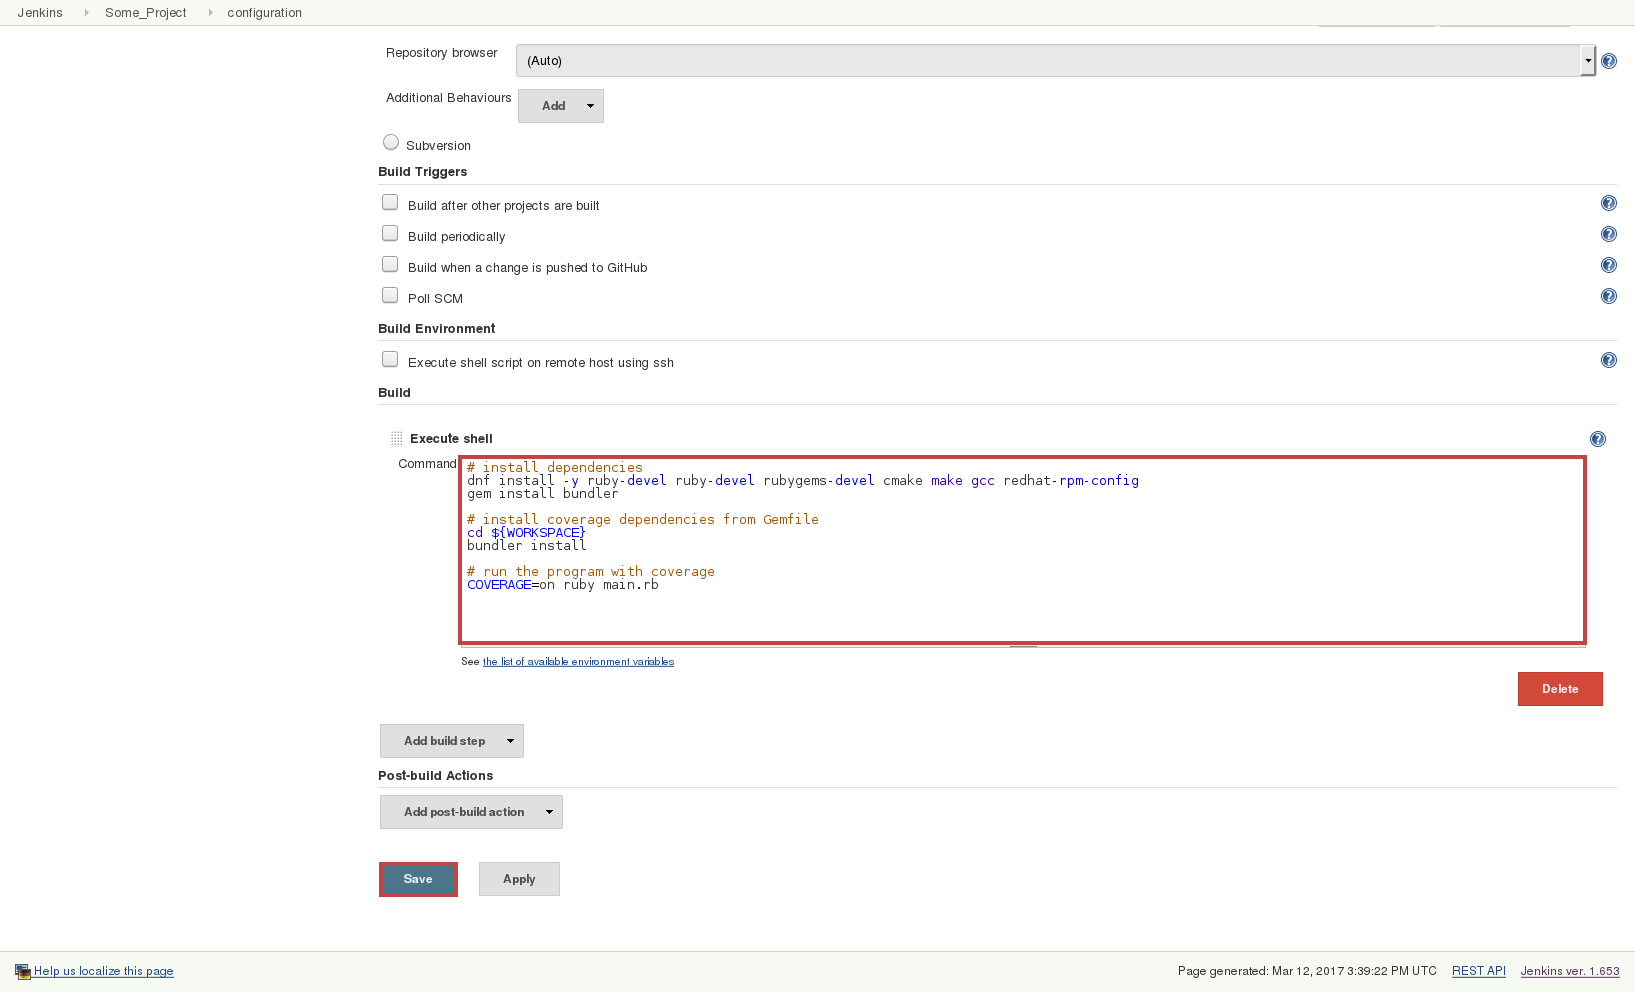 Jenkins Some_Project configuration
Repository browser (Auto)
Additional Behaviours Add
Subversion
Build Triggers
Build after other projects are built
Build periodically
Build when a change is pushed to GitHub
Poll SCM
Build Environment
Execute shell script on remote host using ssh
Build
Execute shell
Command
# install dependencies
dnf install -y ruby-devel ruby-devel rubygems-devel cmake make gcc redhat-rpm-config
gem install bundler
# install coverage dependencies from Gemfile
cd ${WORKSPACE}
bundler install
# run the program with coverage
COVERAGE=on ruby main.rb
See the list of available environment variables
Delete
Add build step
Post-build Actions
Add post-build action
Save Apply
Help us localize this page Page generated: Mar 12, 2017 3:39:22 PM UTC REST API Jenkins ver. 1.653